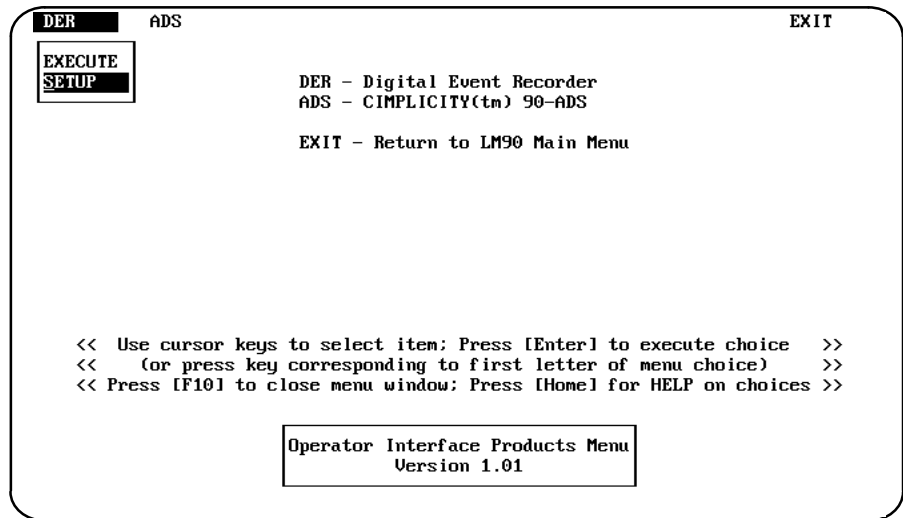 DER ADS EXIT
EXECUTE
SETUP
DER - Digital Event Recorder
ADS - CIMPLICITY(tm) 90-ADS
EXIT - Return to LM90 Main Menu
<< Use cursor keys to select item; Press [Enter] to execute choice >>
<< (or press key corresponding to first letter of menu choice) >>
<< Press [F10] to close menu window; Press [Home] for HELP on choices >>
Operator Interface Products Menu
Version 1.01